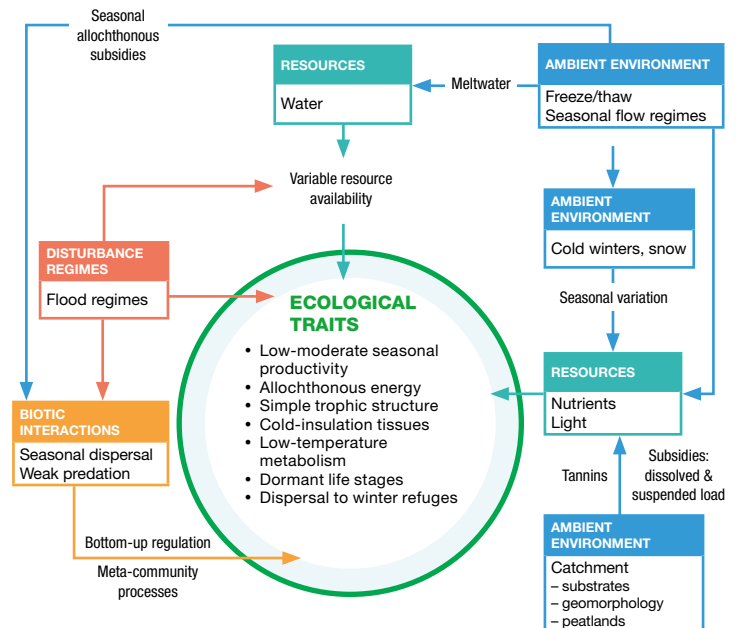 Seasonal
allochthonous
subsidies
RESOURCES
Water
Meltwater
AMBIENT ENVIRONMENT
Freeze/thaw
Seasonal flow regimes
Variable resource
availability
AMBIENT
ENVIRONMENT
Cold winters, snow
DISTURBANCE
REGIMES
Flood regimes
Seasonal variation
ECOLOGICAL
TRAITS
• Low-moderate seasonal
productivity
• Allochthonous energy
• Simple trophic structure
• Cold-insulation tissues
• Low-temperature
metabolism
• Dormant life stages
• Dispersal to winter refuges
RESOURCES
Nutrients
Light
BIOTIC
INTERACTIONS
Seasonal dispersal
Weak predation
Tannins
Subsidies:
dissolved &
suspended load
Bottom-up regulation
Meta-community
processes
AMBIENT
ENVIRONMENT
Catchment
– substrates
– geomorphology
– peatlands